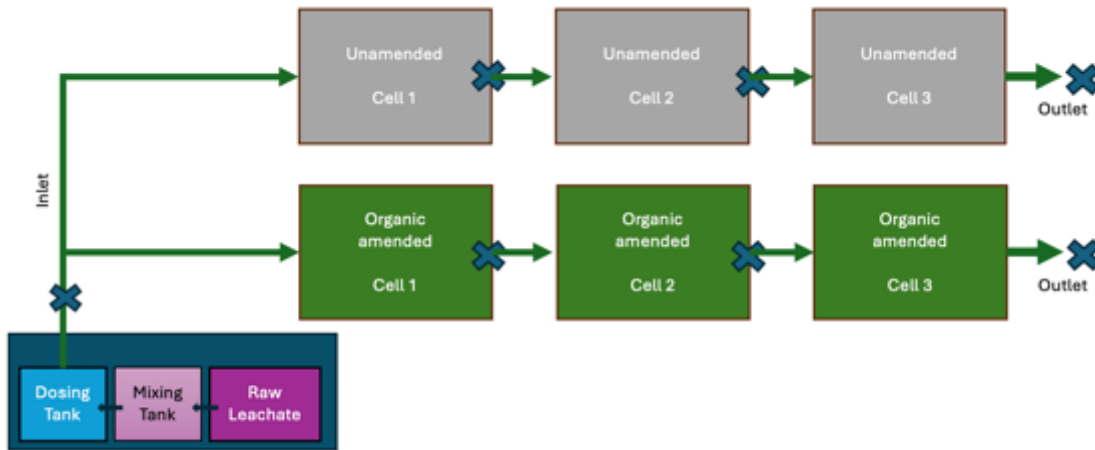 Unamended
Cell 1
Unamended
Cell 2
Unamended
Cell 3
Outlet
Inlet
Organic
amended
Cell 1
Organic
amended
Cell 2
Organic
amended
Cell 3
Outlet
Dosing
Tank
Mixing
Tank
Raw
Leachate